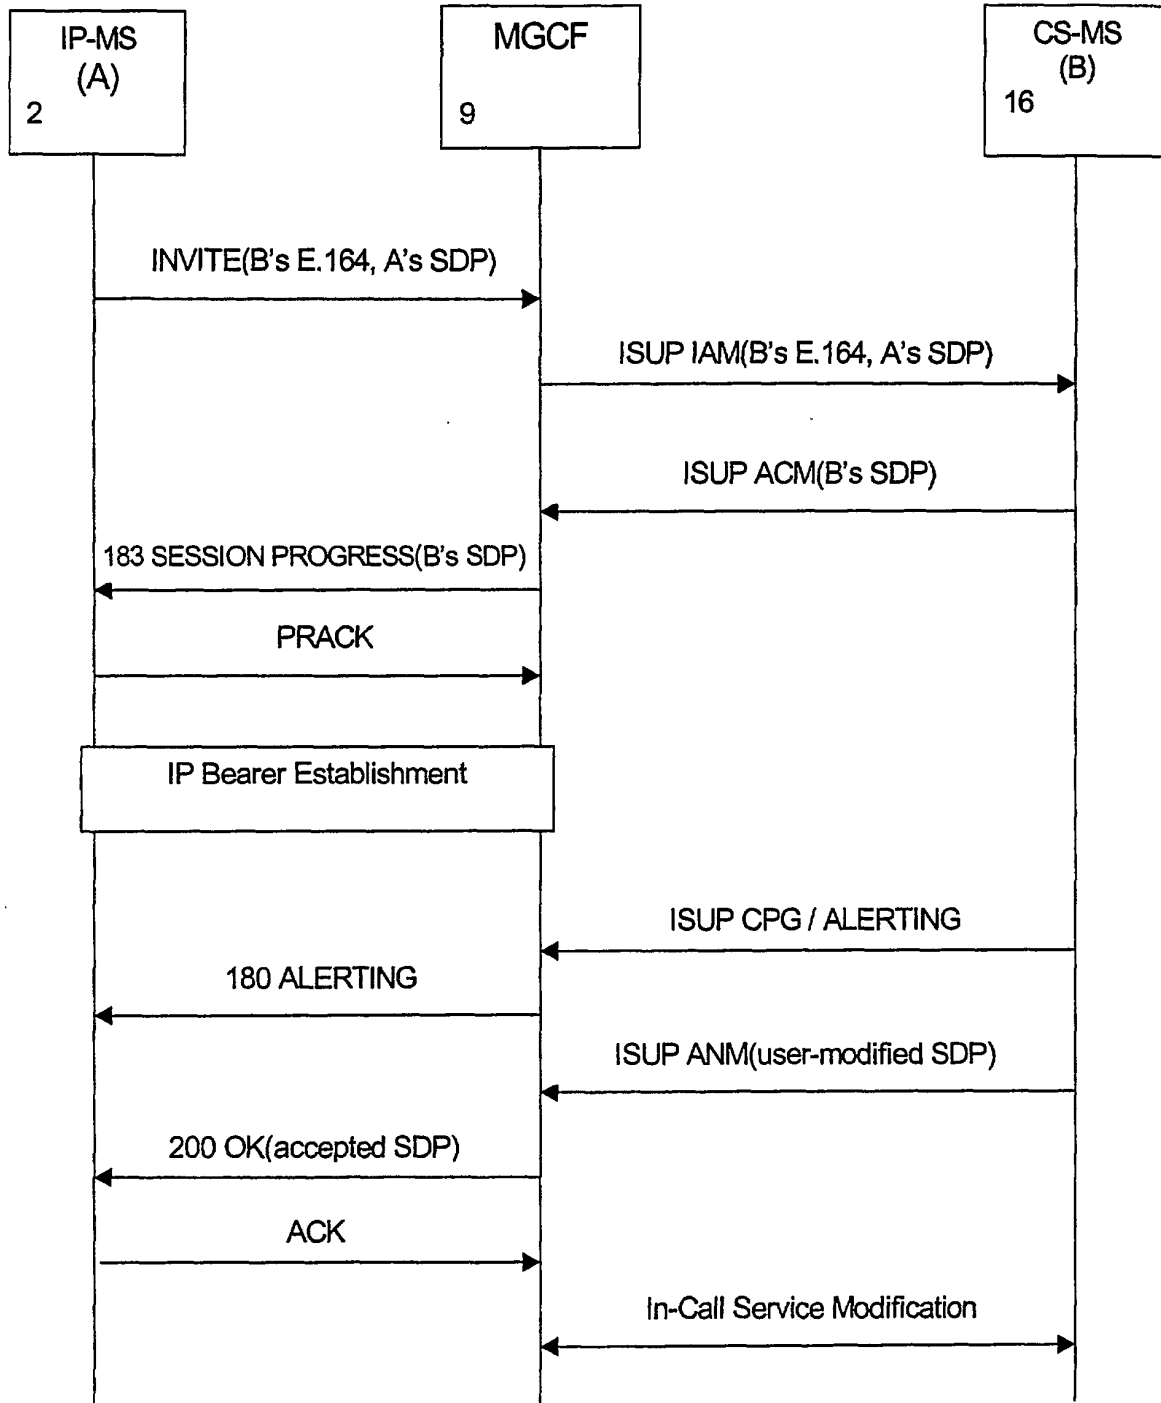 IP-MS
(A)
2
MGCF
9
CS-MS
(B)
16
INVITE(B's E.164, A's SDP)
ISUP IAM(B's E.164, A's SDP)
ISUP ACM(B's SDP)
183 SESSION PROGRESS(B's SDP)
PRACK
IP Bearer Establishment
ISUP CPG / ALERTING
180 ALERTING
ISUP ANM(user-modified SDP)
200 OK(accepted SDP)
ACK
In-Call Service Modification